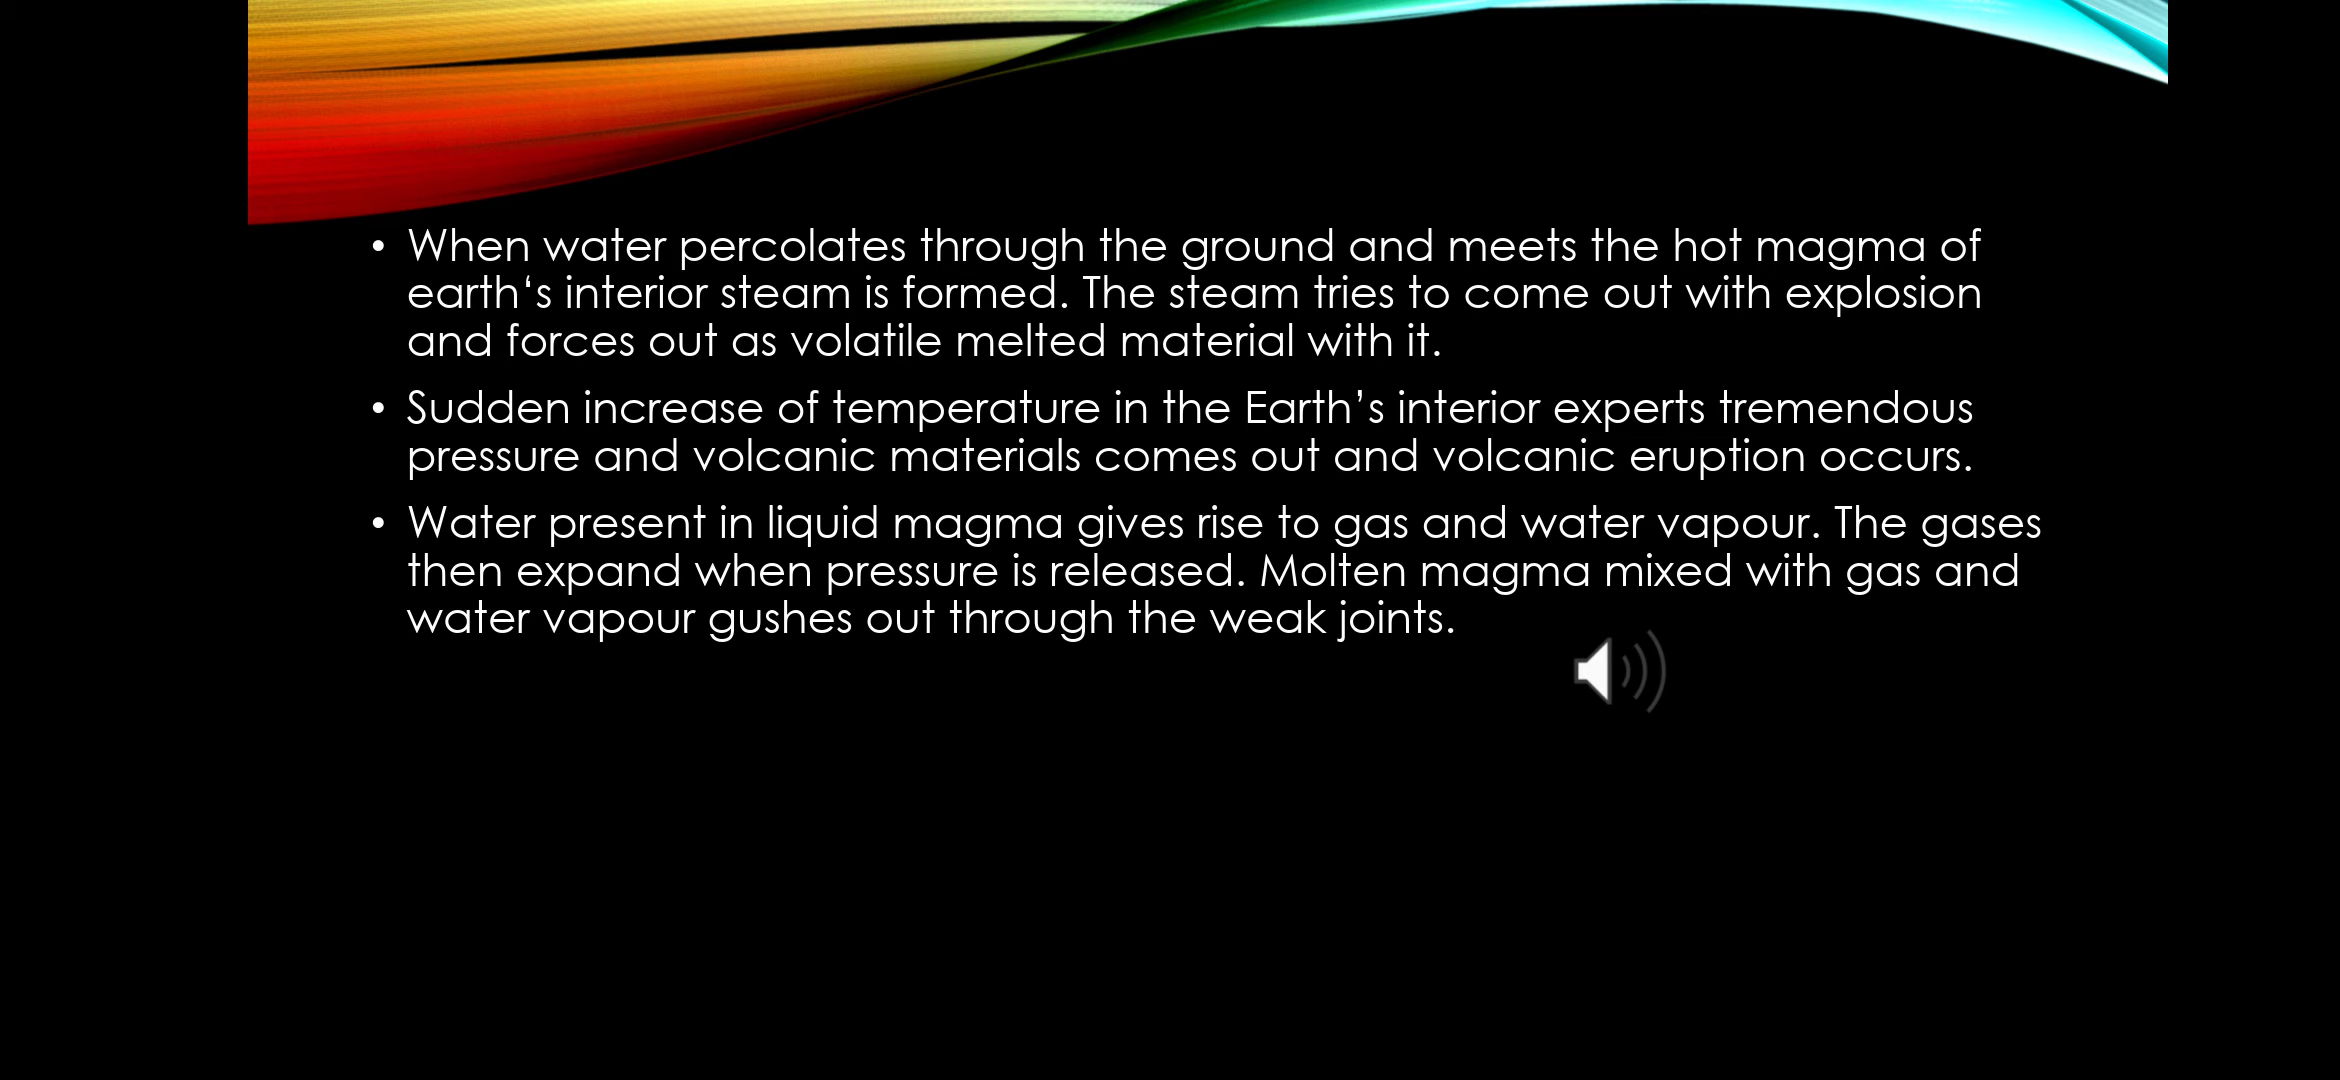 • When water percolates through the ground and meets the hot magma of
earth‘s interior steam is formed. The steam tries to come out with explosion
and forces out as volatile melted material with it.
• Sudden increase of temperature in the Earth’s interior experts tremendous
pressure and volcanic materials comes out and volcanic eruption occurs.
• Water present in liquid magma gives rise to gas and water vapour. The gases
then expand when pressure is released. Molten magma mixed with gas and
water vapour gushes out through the weak joints.